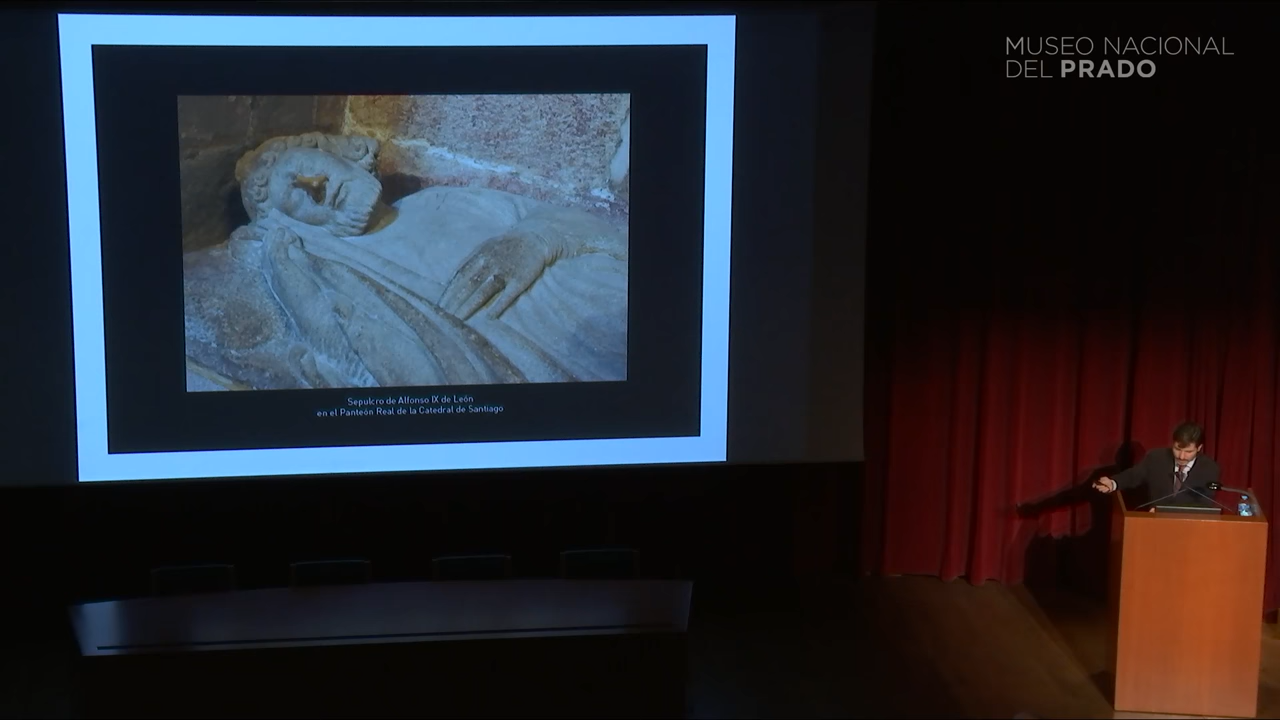 MUSEO NACIONAL
DEL PRADO
Sepulcro de Alfonso IX de León
en el Panteón Real de la Catedral de Santiago